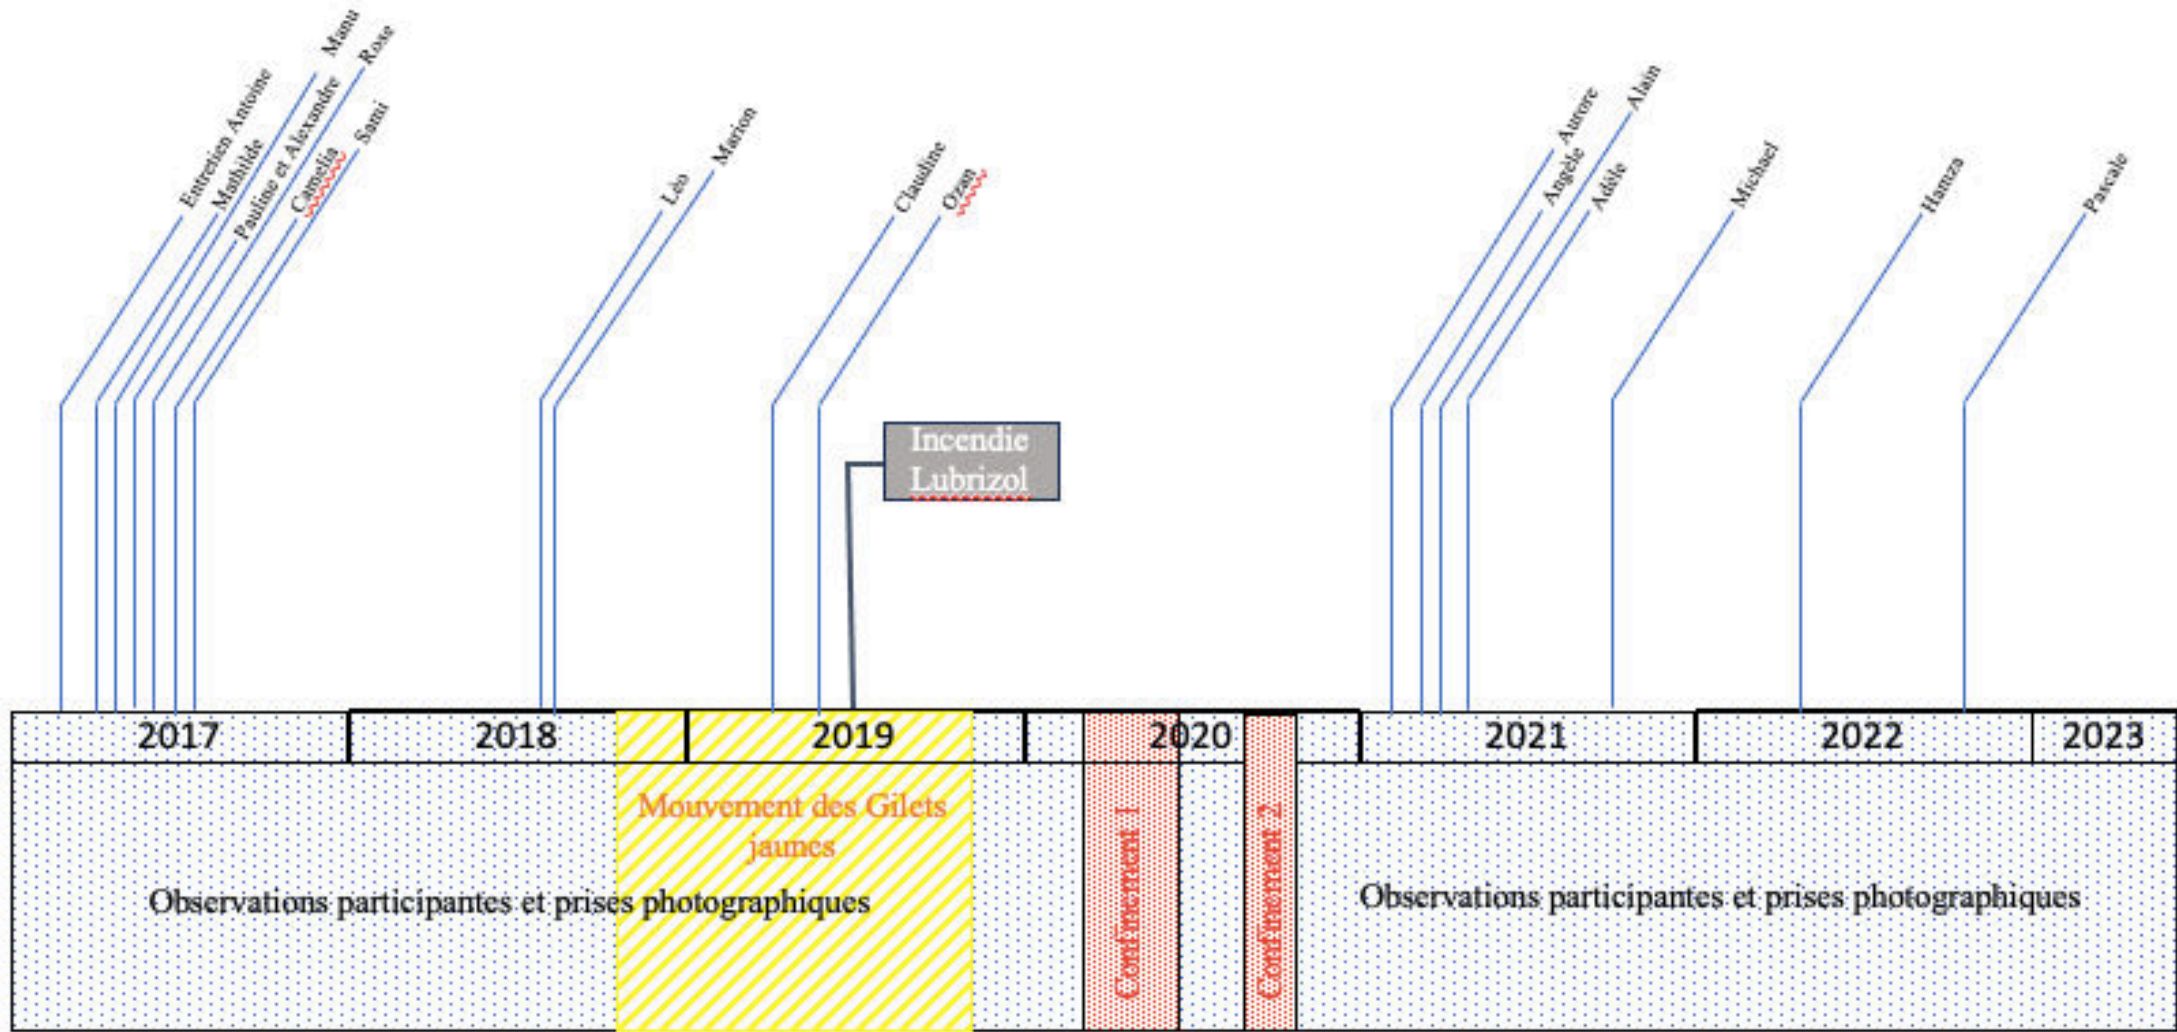 Entretien Antoine
Mathilde
Manu
Pauline et Alexandre
Rose
Camelia
Sami
Léo
Marion
Claudine
Ozan
Aurore
Angèle
Alain
Adèle
Michael
Hamza
Pascale
Incendie
Lubrizol
2017
2018
2019
2020
2021
2022
2023
Mouvement des Gilets
jaunes
Observations participantes et prises photographiques
Confinement 1
Confinement 2
Observations participantes et prises photographiques